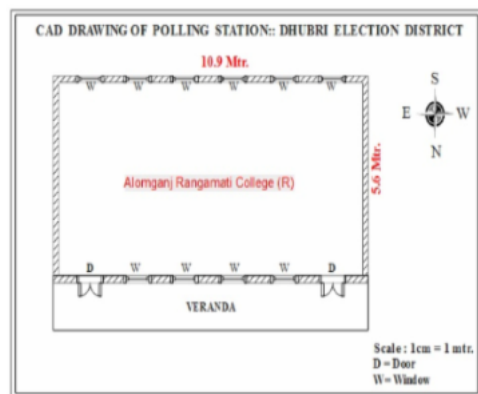 CAD DRAWING OF POLLING STATION:: DHUBRI ELECTION DISTRICT
10.9 Mtr.
W W W W W W
S
E W
N
5.6 Mtr.
Alomganj Rangamati College (R)
D W W W W D
VERANDA
Scale : 1cm = 1 mtr.
D = Door
W= Window